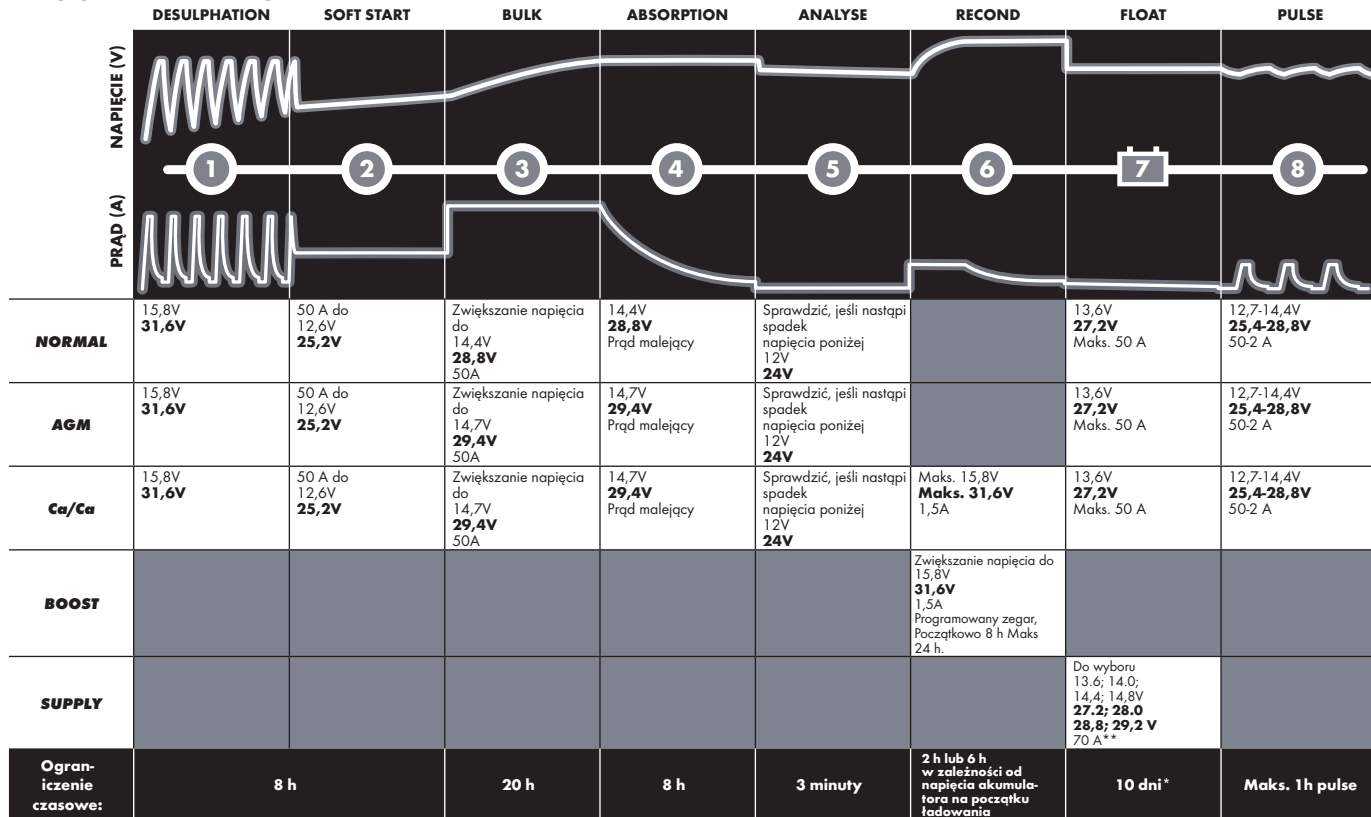 DESULPHATION SOFT START BULK ABSORPTION ANALYSE RECOND FLOAT PULSE
NAPIĘCIE (V)
1 2 3 4 5 6 7 8
PRĄD (A)
NORMAL
15,8V
31,6V
50 A do
12,6V
25,2V
Zwiększanie napięcia
do
14,4V
28,8V
50A
14,4V
28,8V
Prąd malejący
Sprawdzić, jeśli nastąpi
spadek
napięcia poniżej
12V
24V
13,6V
27,2V
Maks. 50 A
12,7-14,4V
25,4-28,8V
50-2 A
AGM
15,8V
31,6V
50 A do
12,6V
25,2V
Zwiększanie napięcia
do
14,7V
29,4V
50A
14,7V
29,4V
Prąd malejący
Sprawdzić, jeśli nastąpi
spadek
napięcia poniżej
12V
24V
13,6V
27,2V
Maks. 50 A
12,7-14,4V
25,4-28,8V
50-2 A
Ca/Ca
15,8V
31,6V
50 A do
12,6V
25,2V
Zwiększanie napięcia
do
14,7V
29,4V
50A
14,7V
29,4V
Prąd malejący
Sprawdzić, jeśli nastąpi
spadek
napięcia poniżej
12V
24V
Maks. 15,8V
Maks. 31,6V
1,5A
13,6V
27,2V
Maks. 50 A
12,7-14,4V
25,4-28,8V
50-2 A
BOOST
Zwiększanie napięcia do
15,8V
31,6V
1,5A
Programowany zegar,
Początkowo 8 h Maks
24 h.
SUPPLY
Do wyboru
13.6; 14.0;
14,4; 14,8V
27.2; 28.0
28,8; 29,2 V
70 A**
Ogran-
iczenie
czasowe:
8 h
20 h
8 h
3 minuty
2 h lub 6 h
w zależności od
napięcia akumula-
tora na początku
ładowania
10 dni*
Maks. 1h pulse